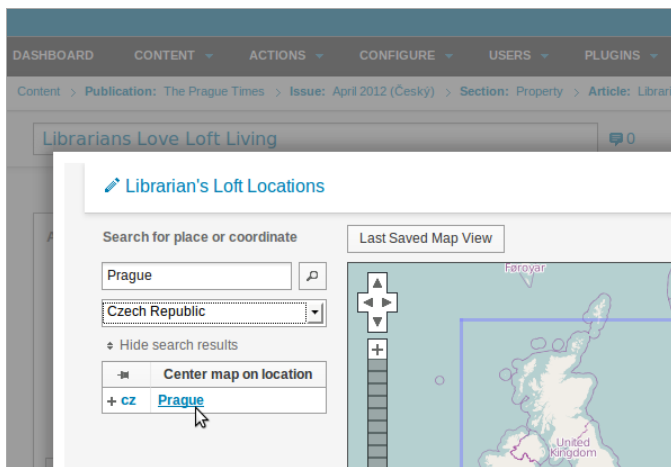 DASHBOARD CONTENT ACTIONS CONFIGURE USERS PLUGINS
Content > Publication: The Prague Times > Issue: April 2012 (Český) > Section: Property > Article: Librari
Librarians Love Loft Living
0
Librarian's Loft Locations
Search for place or coordinate
Last Saved Map View
Prague
Czech Republic
Hide search results
Center map on location
+ cz Prague
Føroyar
United
Kingdom